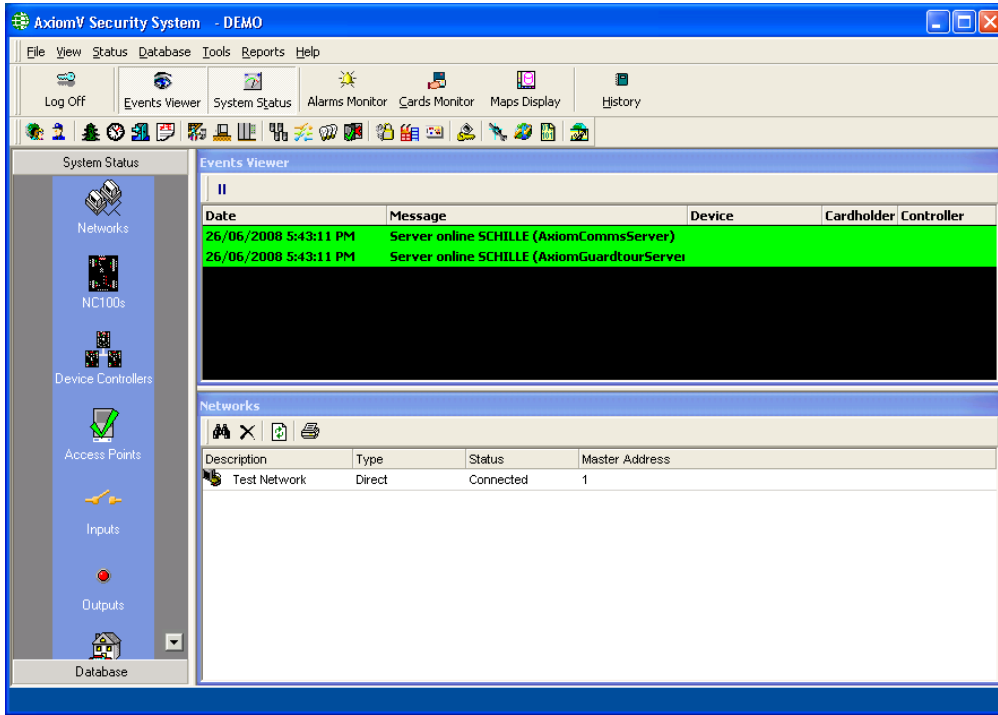 AxiomV Security System - DEMO
File View Status Database Tools Reports Help
Log Off Events Viewer System Status Alarms Monitor Cards Monitor Maps Display History
System Status
Networks
NC100s
Device Controllers
Access Points
Inputs
Outputs
Database
Events Viewer
Date Message Device Cardholder Controller
26/06/2008 5:43:11 PM Server online SCHILLE (AxiomCommsServer)
26/06/2008 5:43:11 PM Server online SCHILLE (AxiomGuardtourServer
Networks
Description Type Status Master Address
Test Network Direct Connected 1